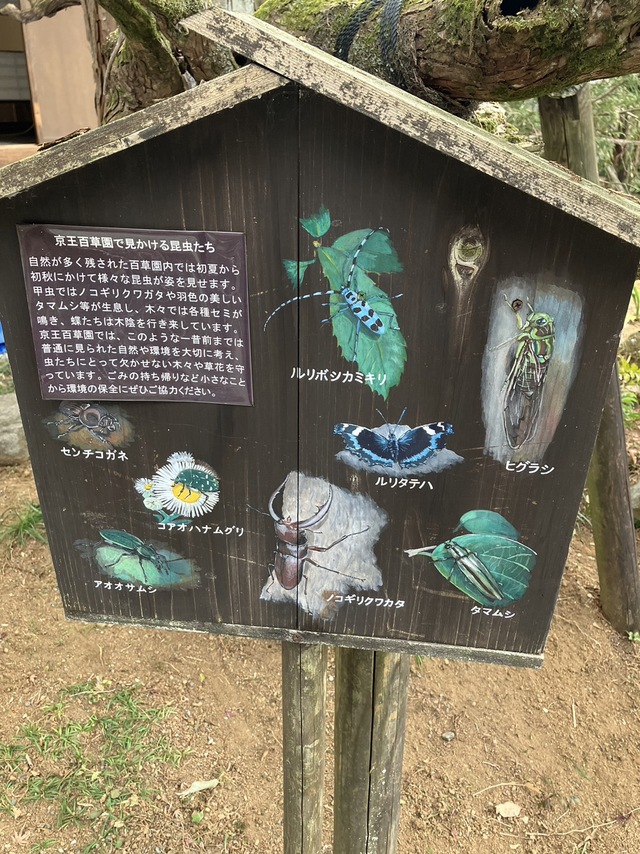 京王百草園で見かける昆虫たち
自然が多く残された百草園内では初夏から
初秋にかけて様々な昆虫が姿を見せます。
甲虫ではノコギリクワガタや羽色の美しい
タマムシ等が生息し、木々では各種セミが
鳴き、蝶たちは木陰を行き来しています。
京王百草園では、このような一昔前までは
普通に見られた自然や環境を大切に考え、
虫たちにとって欠かせない木々や草花を守
っています。ごみの持ち帰りなど小さなこと
から環境の保全にぜひご協力ください。
ルリボシカミキリ
センチコガネ
ルリタテハ
ヒグラシ
コアオハナムグリ
アオオサムシ
ノコギリクワガタ
タマムシ